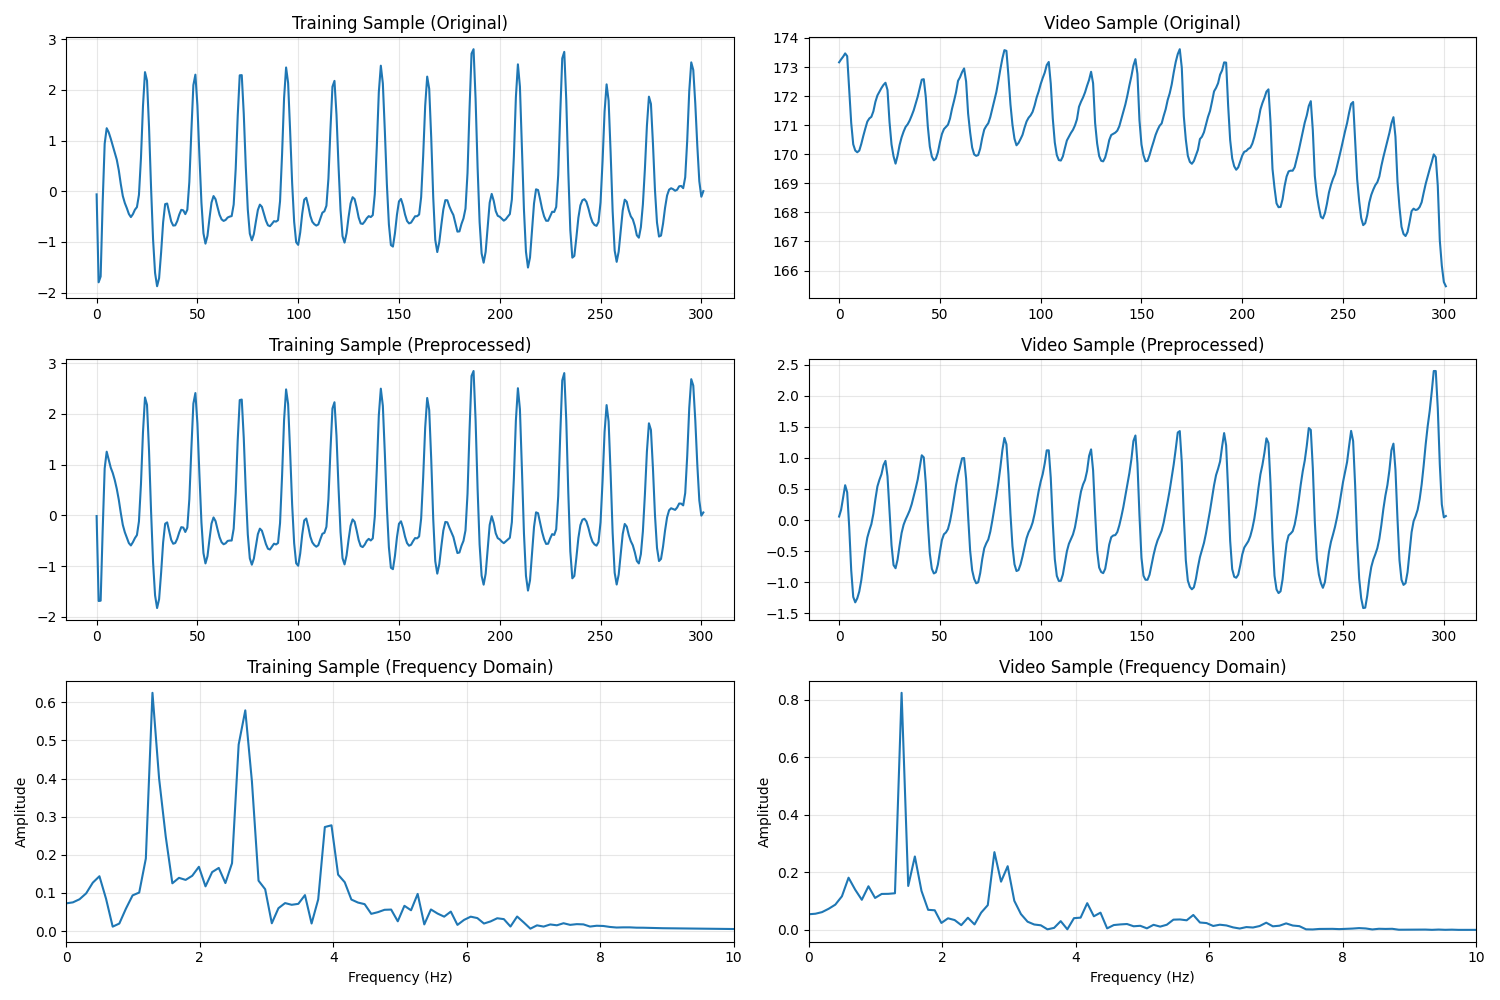 Training Sample (Original)
3
2
1
0
−1
−2
0 50 100 150 200 250 300
Video Sample (Original)
174
173
172
171
170
169
168
167
166
0 50 100 150 200 250 300
Training Sample (Preprocessed)
3
2
1
0
−1
−2
0 50 100 150 200 250 300
Video Sample (Preprocessed)
2.5
2.0
1.5
1.0
0.5
0.0
−0.5
−1.0
−1.5
0 50 100 150 200 250 300
Training Sample (Frequency Domain)
Amplitude
0.6
0.5
0.4
0.3
0.2
0.1
0.0
0 2 4 6 8 10
Frequency (Hz)
Video Sample (Frequency Domain)
Amplitude
0.8
0.6
0.4
0.2
0.0
0 2 4 6 8 10
Frequency (Hz)